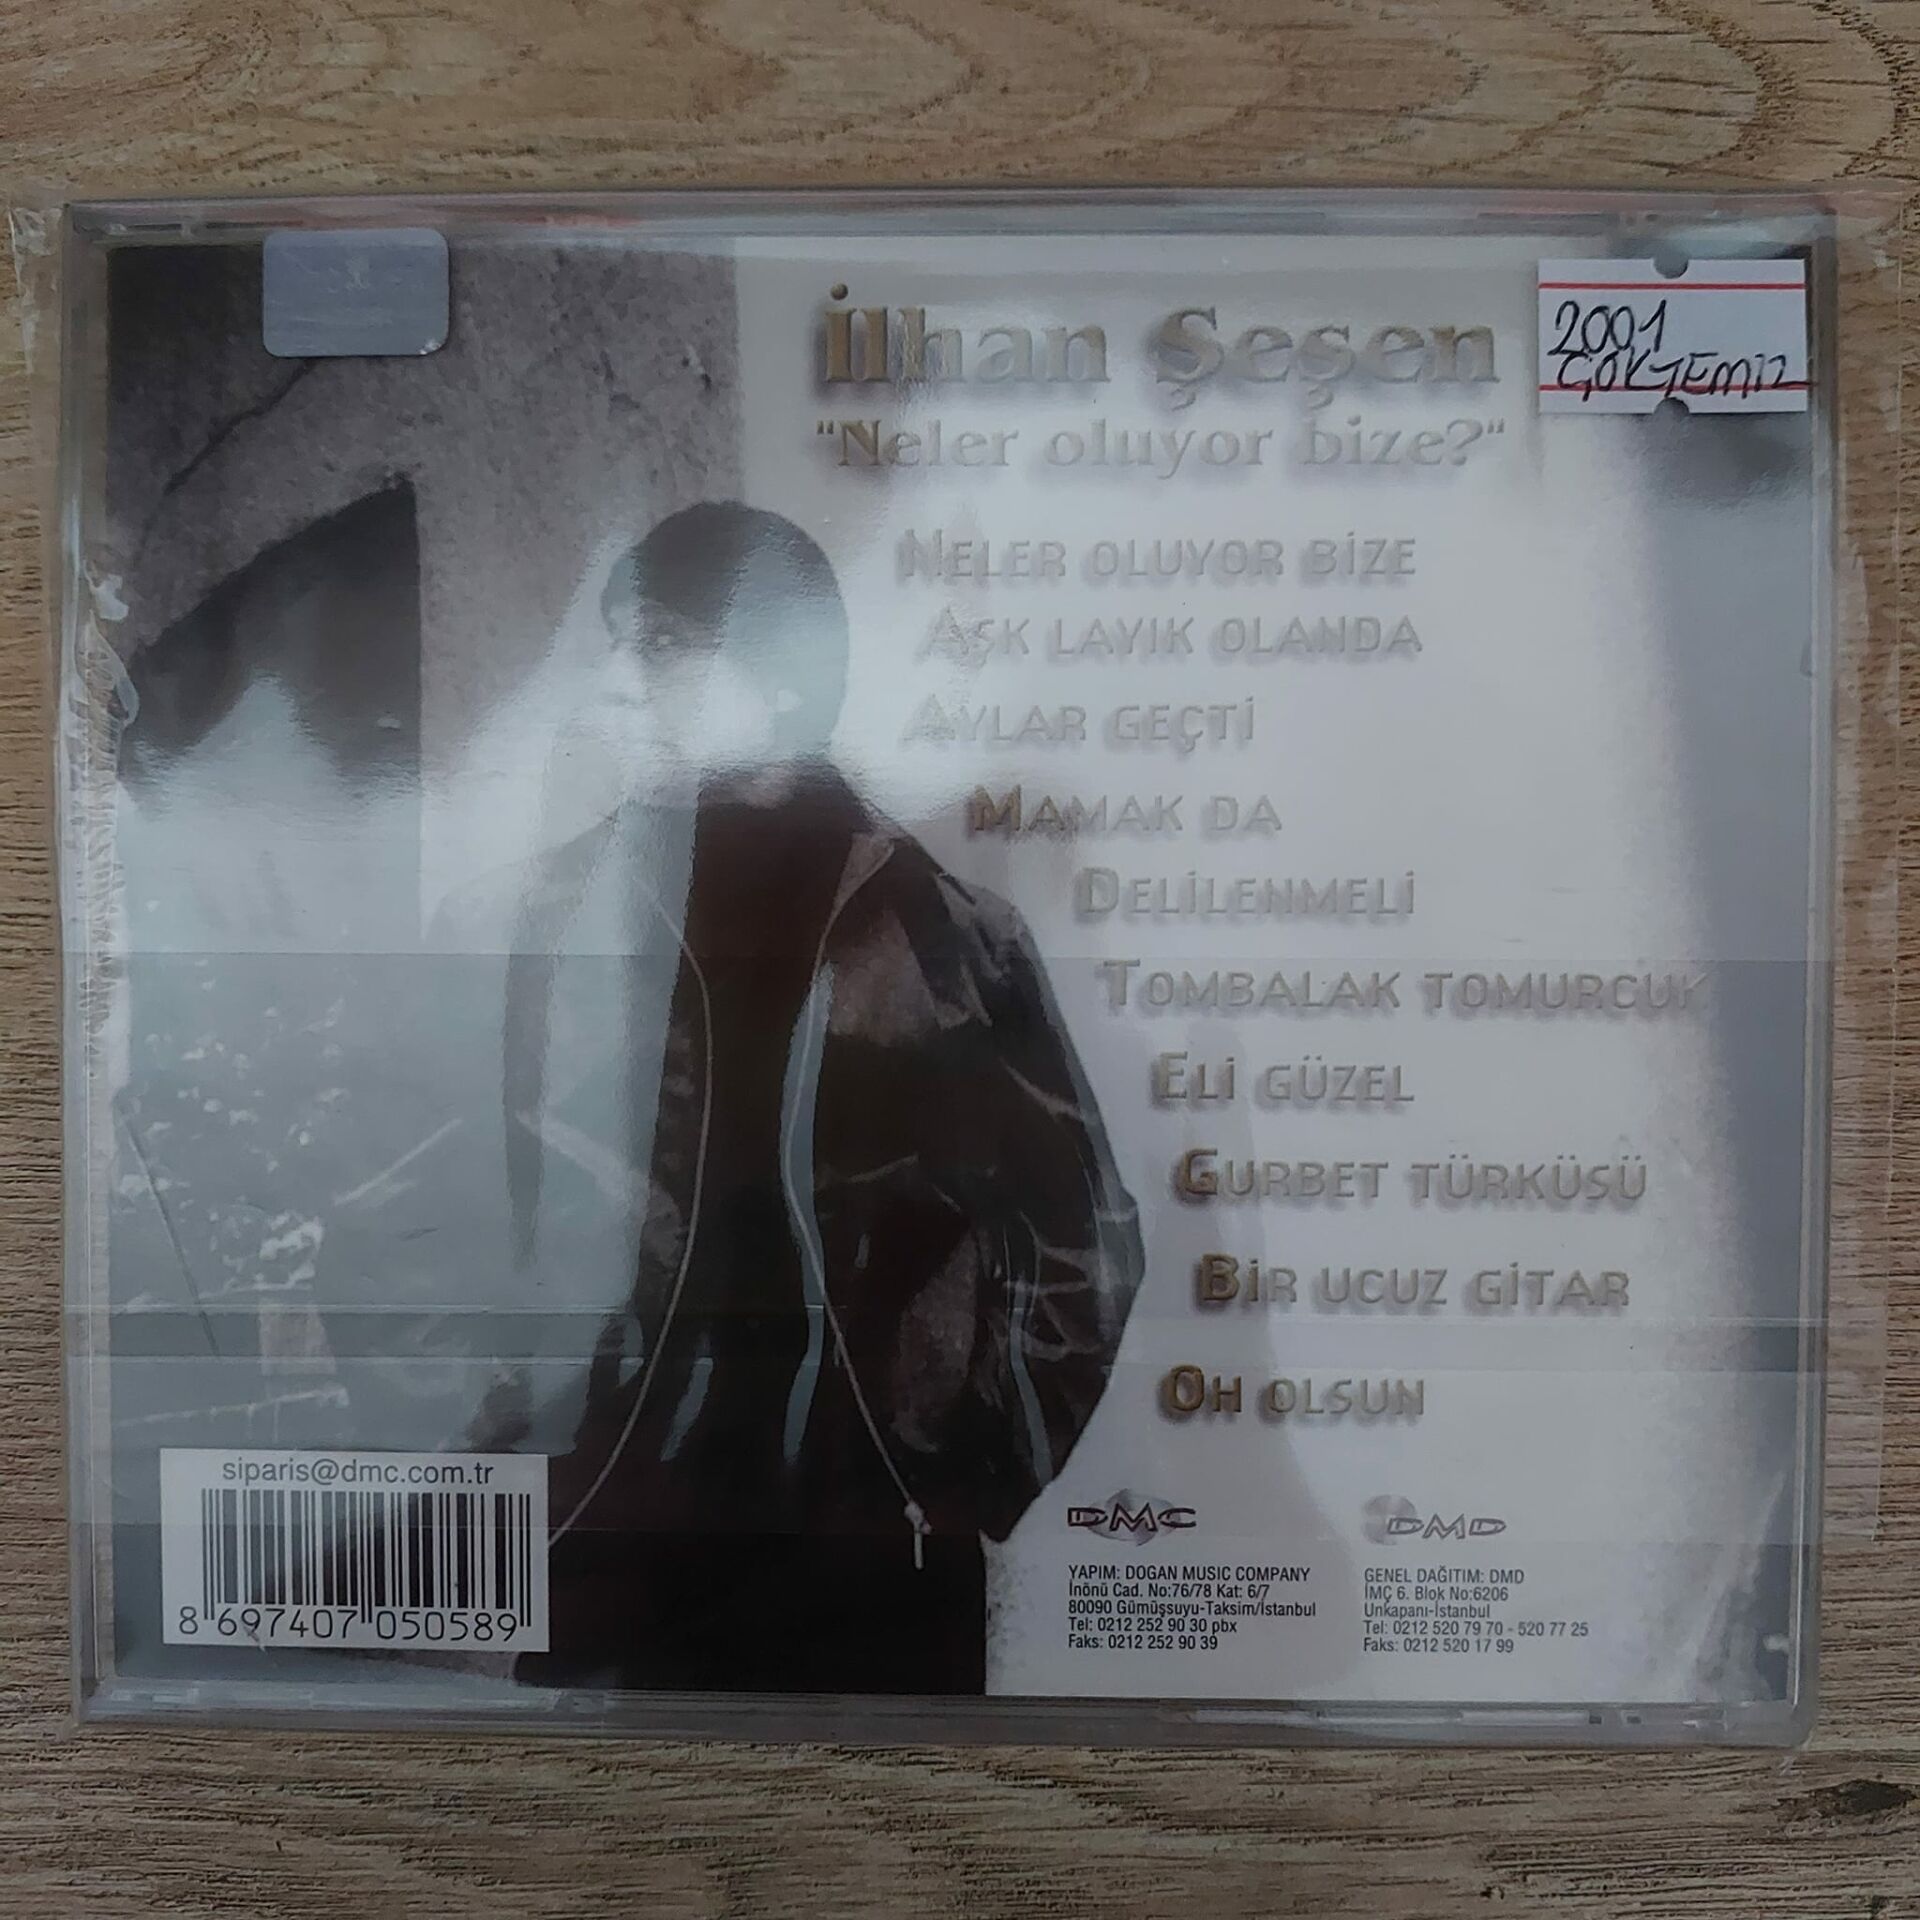 İlhan Şeşen
"Neler oluyor bize?"
2001
ÇOKTEMİZ
NELER OLUYOR BİZE
AŞK LAYIK OLANDA
AYLAR GEÇTİ
MAMAK DA
DELİLENMELİ
TOMBALAK TOMURCUK
ELİ GÜZEL
GURBET TÜRKÜSÜ
BİR UCUZ GİTAR
OH OLSUN
siparis@dmc.com.tr
8 697407 050589
DMC
YAPIM: DOGAN MUSIC COMPANY
İnönü Cad. No:76/78 Kat: 6/7
80090 Gümüşsuyu-Taksim/İstanbul
Tel: 0212 252 90 30 pbx
Faks: 0212 252 90 39
DMD
GENEL DAĞITIM: DMD
İMÇ 6. Blok No:6206
Unkapanı-İstanbul
Tel: 0212 520 79 70 - 520 77 25
Faks: 0212 520 17 99